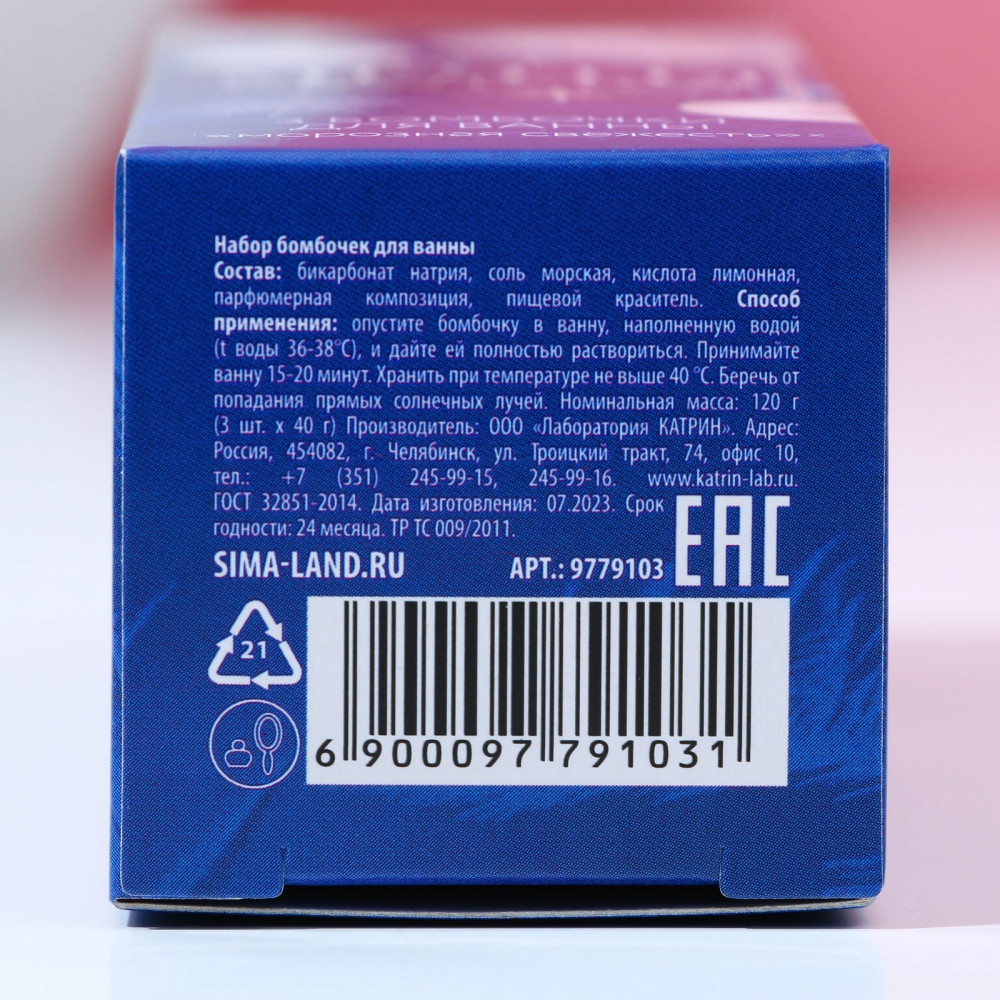 ДЛЯ ВАННЫ
«МОРОЗНАЯ СВЕЖЕСТЬ»
Набор бомбочек для ванны
Состав: бикарбонат натрия, соль морская, кислота лимонная,
парфюмерная композиция, пищевой краситель. Способ
применения: опустите бомбочку в ванну, наполненную водой
(t воды 36-38°C), и дайте ей полностью раствориться. Принимайте
ванну 15-20 минут. Хранить при температуре не выше 40 °C. Беречь от
попадания прямых солнечных лучей. Номинальная масса: 120 г
(3 шт. х 40 г) Производитель: ООО «Лаборатория КАТРИН». Адрес:
Россия, 454082, г. Челябинск, ул. Троицкий тракт, 74, офис 10,
тел.: +7 (351) 245-99-15, 245-99-16. www.katrin-lab.ru.
ГОСТ 32851-2014. Дата изготовления: 07.2023. Срок
годности: 24 месяца. ТР ТС 009/2011.
EAC
SIMA-LAND.RU АРТ.: 9779103
21
6 900097 791031